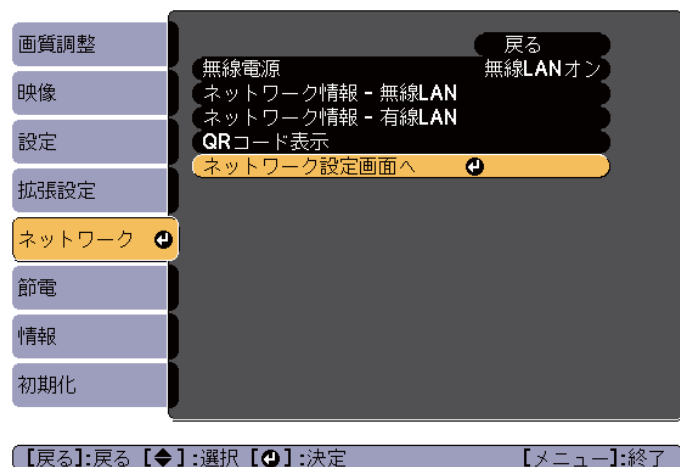 画質調整
映像
設定
拡張設定
ネットワーク
節電
情報
初期化
戻る
無線電源 無線LANオン
ネットワーク情報 - 無線LAN
ネットワーク情報 - 有線LAN
QRコード表示
ネットワーク設定画面へ
[戻る]:戻る [◆]:選択 [⏎]:決定 [メニュー]:終了